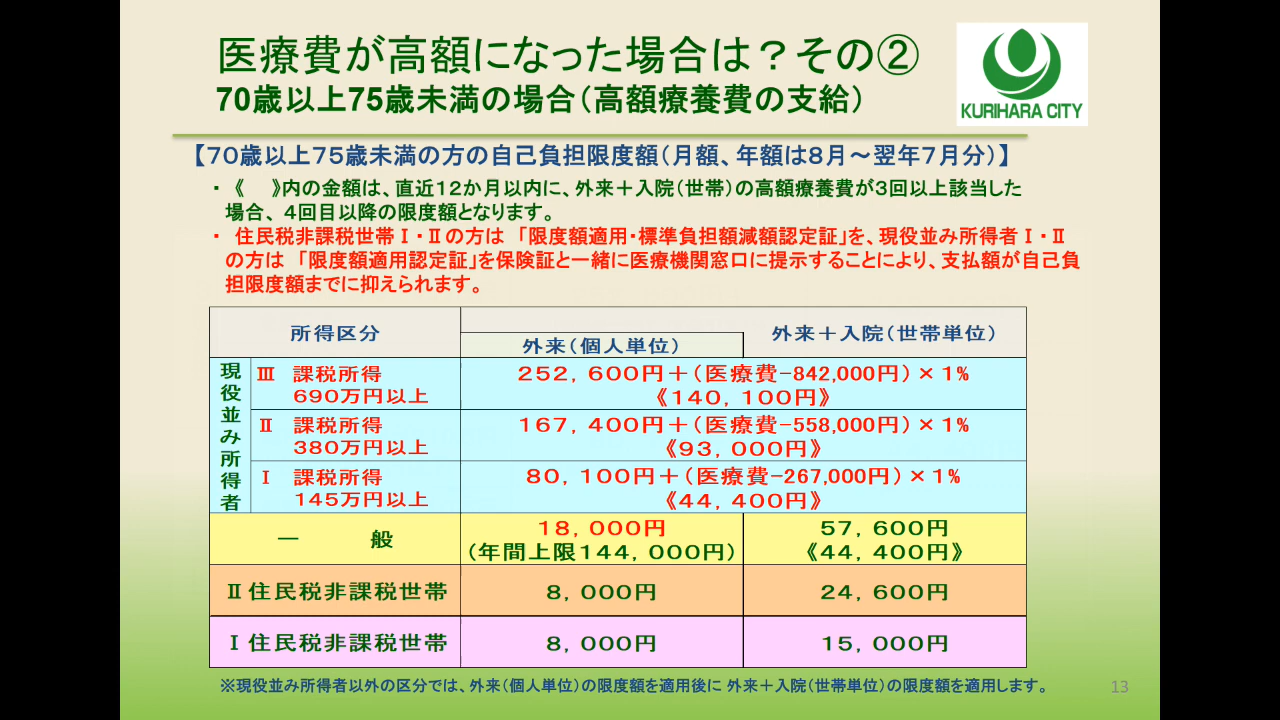 医療費が高額になった場合は？その②
70歳以上75歳未満の場合（高額療養費の支給）
KURIHARA CITY
【７０歳以上７５歳未満の方の自己負担限度額（月額、年額は８月～翌年７月分）】
・ 《　　》内の金額は、直近１２か月以内に、外来＋入院（世帯）の高額療養費が３回以上該当した
場合、４回目以降の限度額となります。
・ 住民税非課税世帯Ⅰ・Ⅱの方は 「限度額適用・標準負担額減額認定証」を、現役並み所得者Ⅰ・Ⅱ
の方は 「限度額適用認定証」を保険証と一緒に医療機関窓口に提示することにより、支払額が自己負
担限度額までに抑えられます。
所得区分
外来（個人単位）
外来＋入院（世帯単位）
現役並み所得者
Ⅲ 課税所得
690万円以上
252，600円＋（医療費−842,000円）×1%
《140，100円》
Ⅱ 課税所得
380万円以上
167，400円＋（医療費−558,000円）×1%
《93，000円》
Ⅰ 課税所得
145万円以上
80，100円＋（医療費−267,000円）×1%
《44，400円》
一　　般
18，000円
（年間上限144，000円）
57，600円
《44，400円》
Ⅱ住民税非課税世帯
8，000円
24，600円
Ⅰ住民税非課税世帯
8，000円
15，000円
※現役並み所得者以外の区分では、外来（個人単位）の限度額を適用後に 外来＋入院（世帯単位）の限度額を適用します。
13